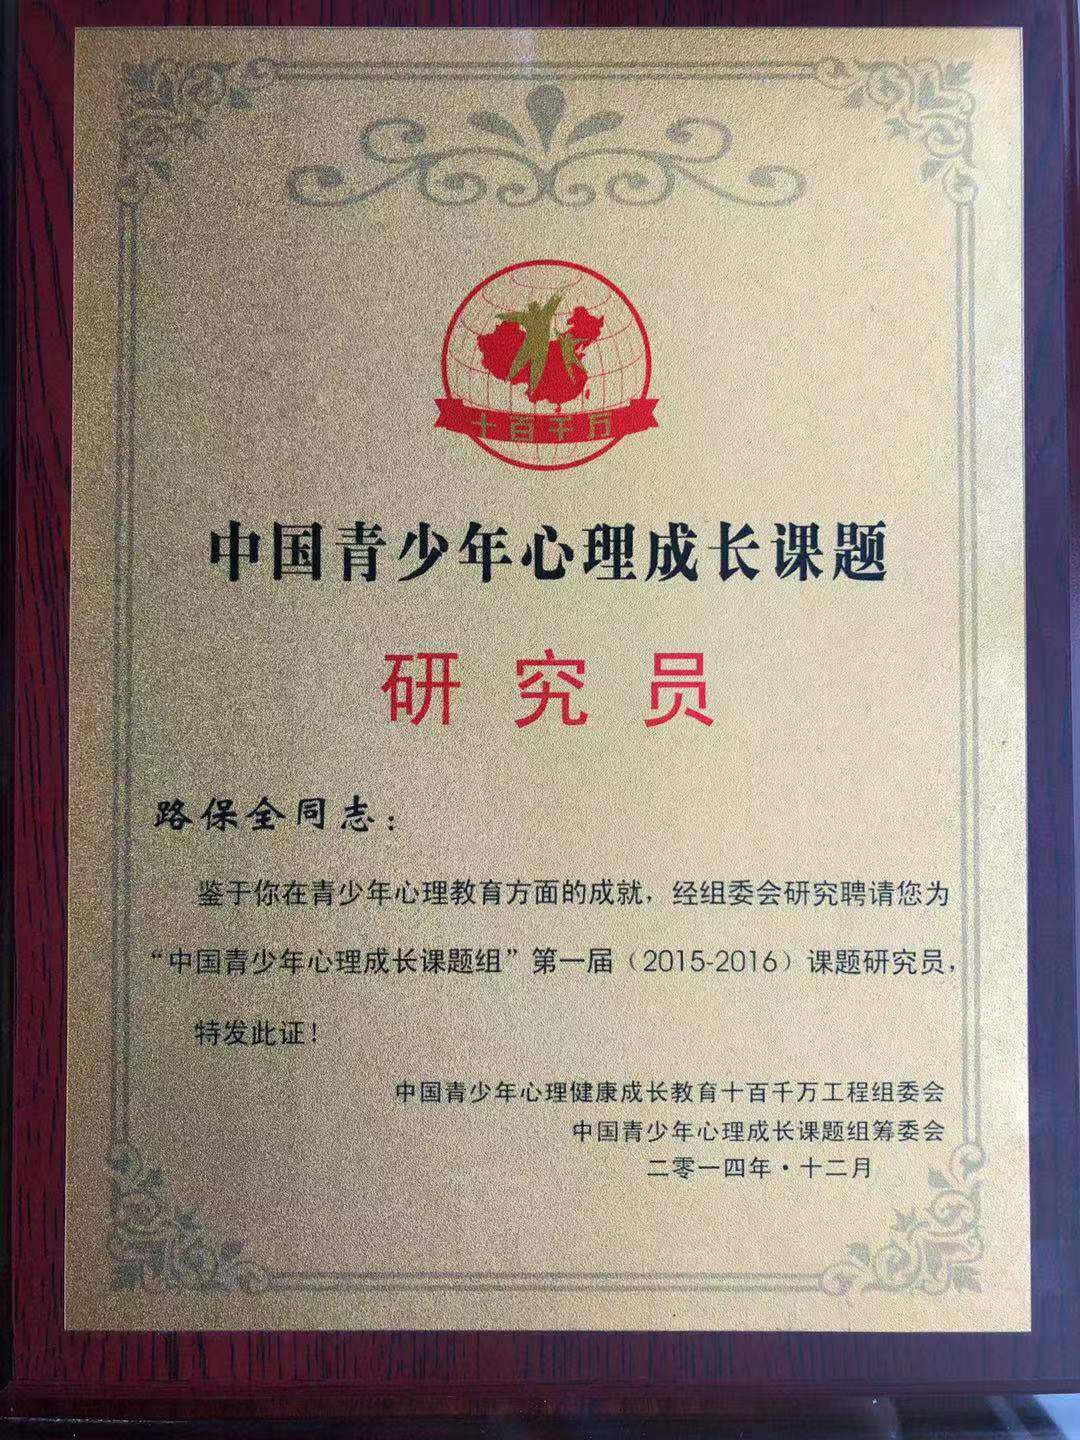 十百千万
中国青少年心理成长课题
研究员
路保全同志：
鉴于你在青少年心理教育方面的成就，经组委会研究聘请您为
“中国青少年心理成长课题组”第一届（2015-2016）课题研究员，
特发此证！
中国青少年心理健康成长教育十百千万工程组委会
中国青少年心理成长课题组筹委会
二零一四年·十二月